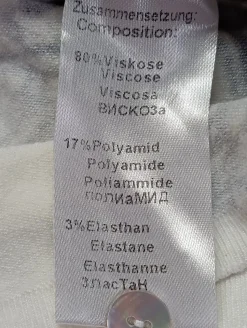 Zusammensetzung:
Composition:
80%Viskose
Viscose
Viscosa
ВИСКОЗа
17%Polyamid
Polyamide
Poliammide
ПОЛИаМИД
3%Elasthan
Elastane
Elasthanne
ЭЛасТаН